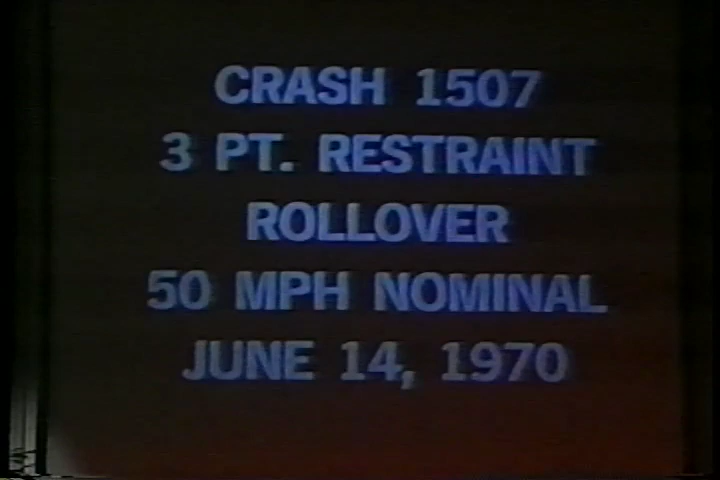 CRASH 1507
3 PT. RESTRAINT
ROLLOVER
50 MPH NOMINAL
JUNE 14, 1970